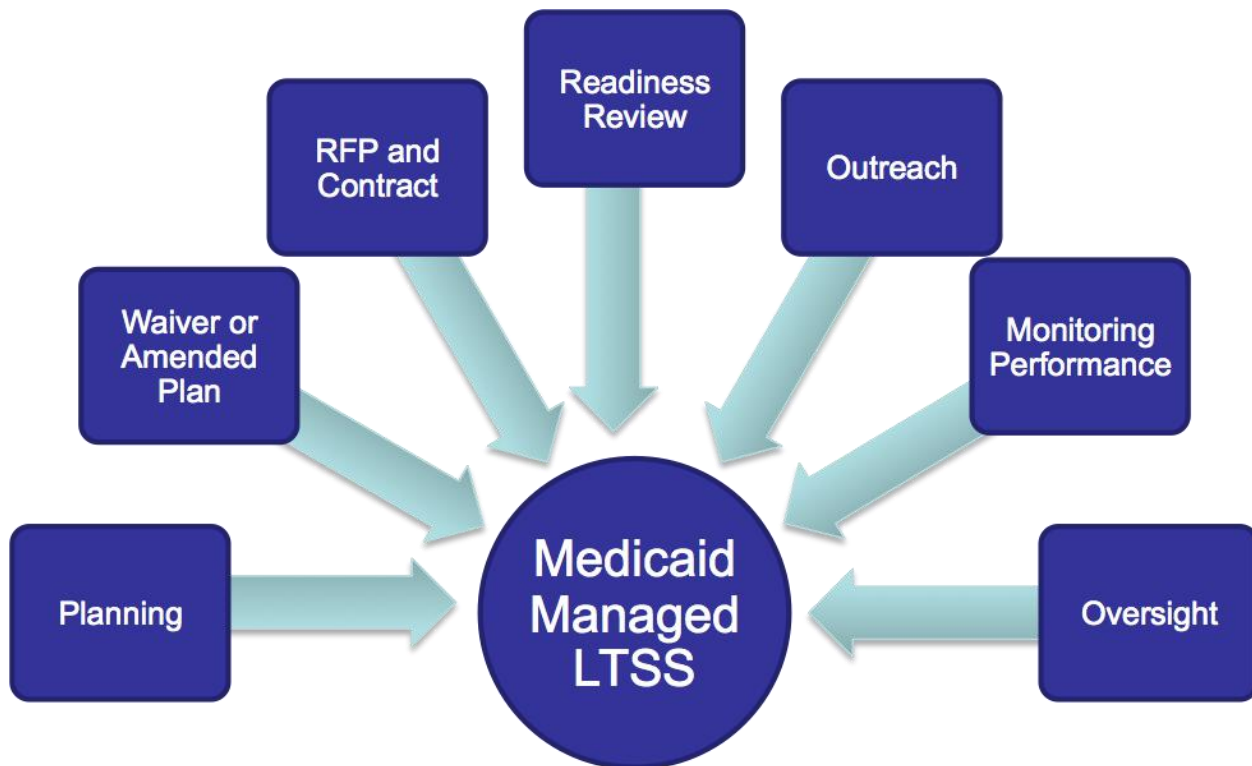 Planning
Waiver or
Amended
Plan
RFP and
Contract
Readiness
Review
Outreach
Monitoring
Performance
Oversight
Medicaid
Managed
LTSS